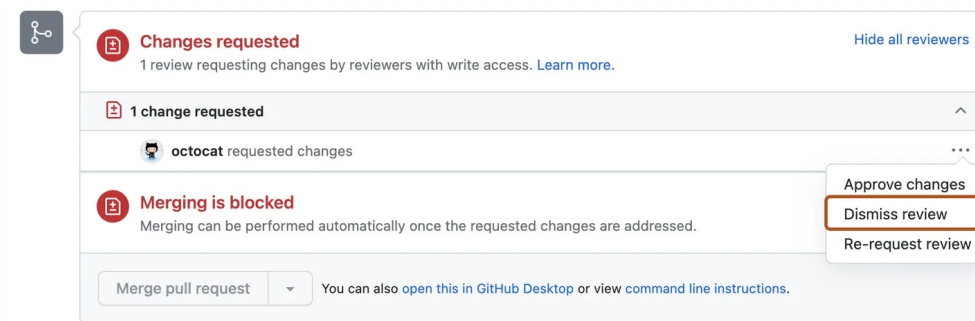 Changes requested
Hide all reviewers
1 review requesting changes by reviewers with write access. Learn more.
1 change requested
octocat requested changes
Approve changes
Merging is blocked
Dismiss review
Merging can be performed automatically once the requested changes are addressed.
Re-request review
Merge pull request
You can also open this in GitHub Desktop or view command line instructions.